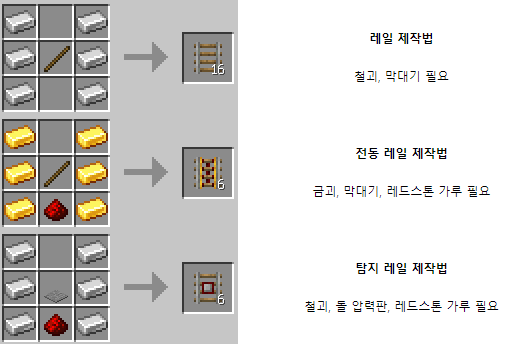 16
레일 제작법
철괴, 막대기 필요
6
전동 레일 제작법
금괴, 막대기, 레드스톤 가루 필요
6
탐지 레일 제작법
철괴, 돌 압력판, 레드스톤 가루 필요